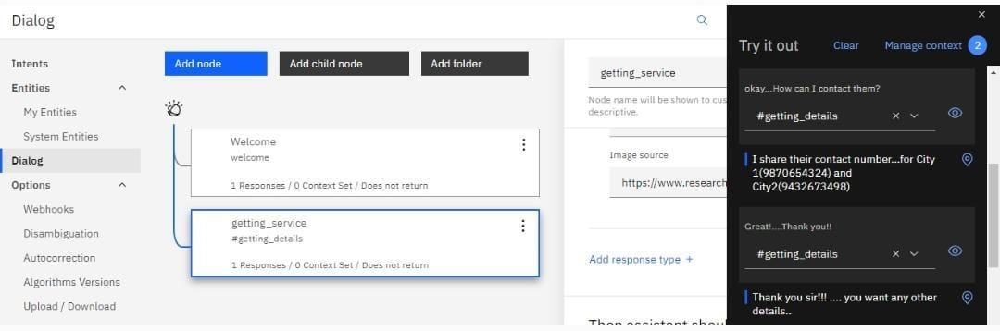 Dialog
Intents
Entities
My Entities
System Entities
Dialog
Options
Webhooks
Disambiguation
Autocorrection
Algorithms Versions
Upload / Download
Add node
Add child node
Add folder
Welcome
welcome
1 Responses / 0 Context Set / Does not return
getting_service
#getting_details
1 Responses / 0 Context Set / Does not return
getting_service
Node name will be shown to cus
descriptive.
Image source
https://www.research
Add response type +
Then assistant shoul
Try it out
Clear
Manage context 2
okay...How can I contact them?
#getting_details
I share their contact number...for City
1(9870654324) and
City2(9432673498)
Great!....Thank you!!
#getting_details
Thank you sir!!! .... you want any other
details..